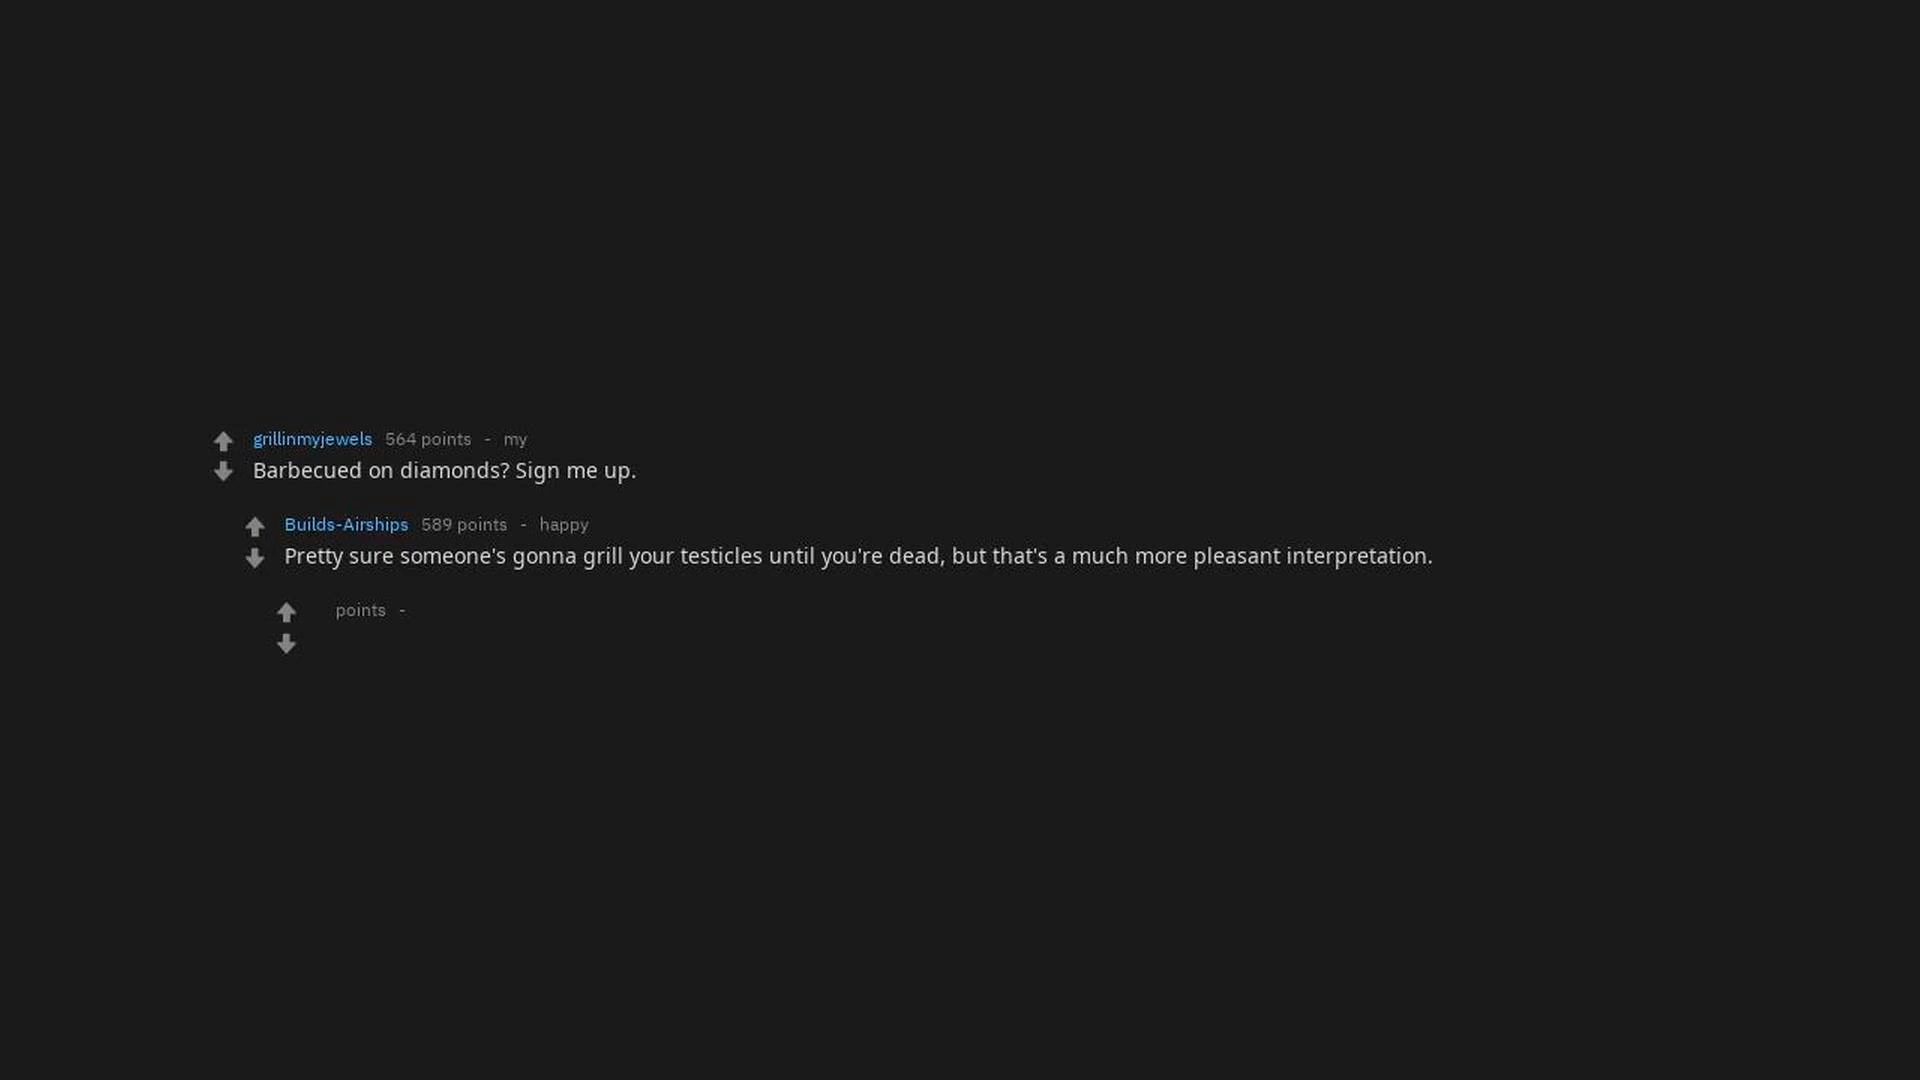 grillinmyjewels 564 points - my
Barbecued on diamonds? Sign me up.
Builds-Airships 589 points - happy
Pretty sure someone's gonna grill your testicles until you're dead, but that's a much more pleasant interpretation.
points -